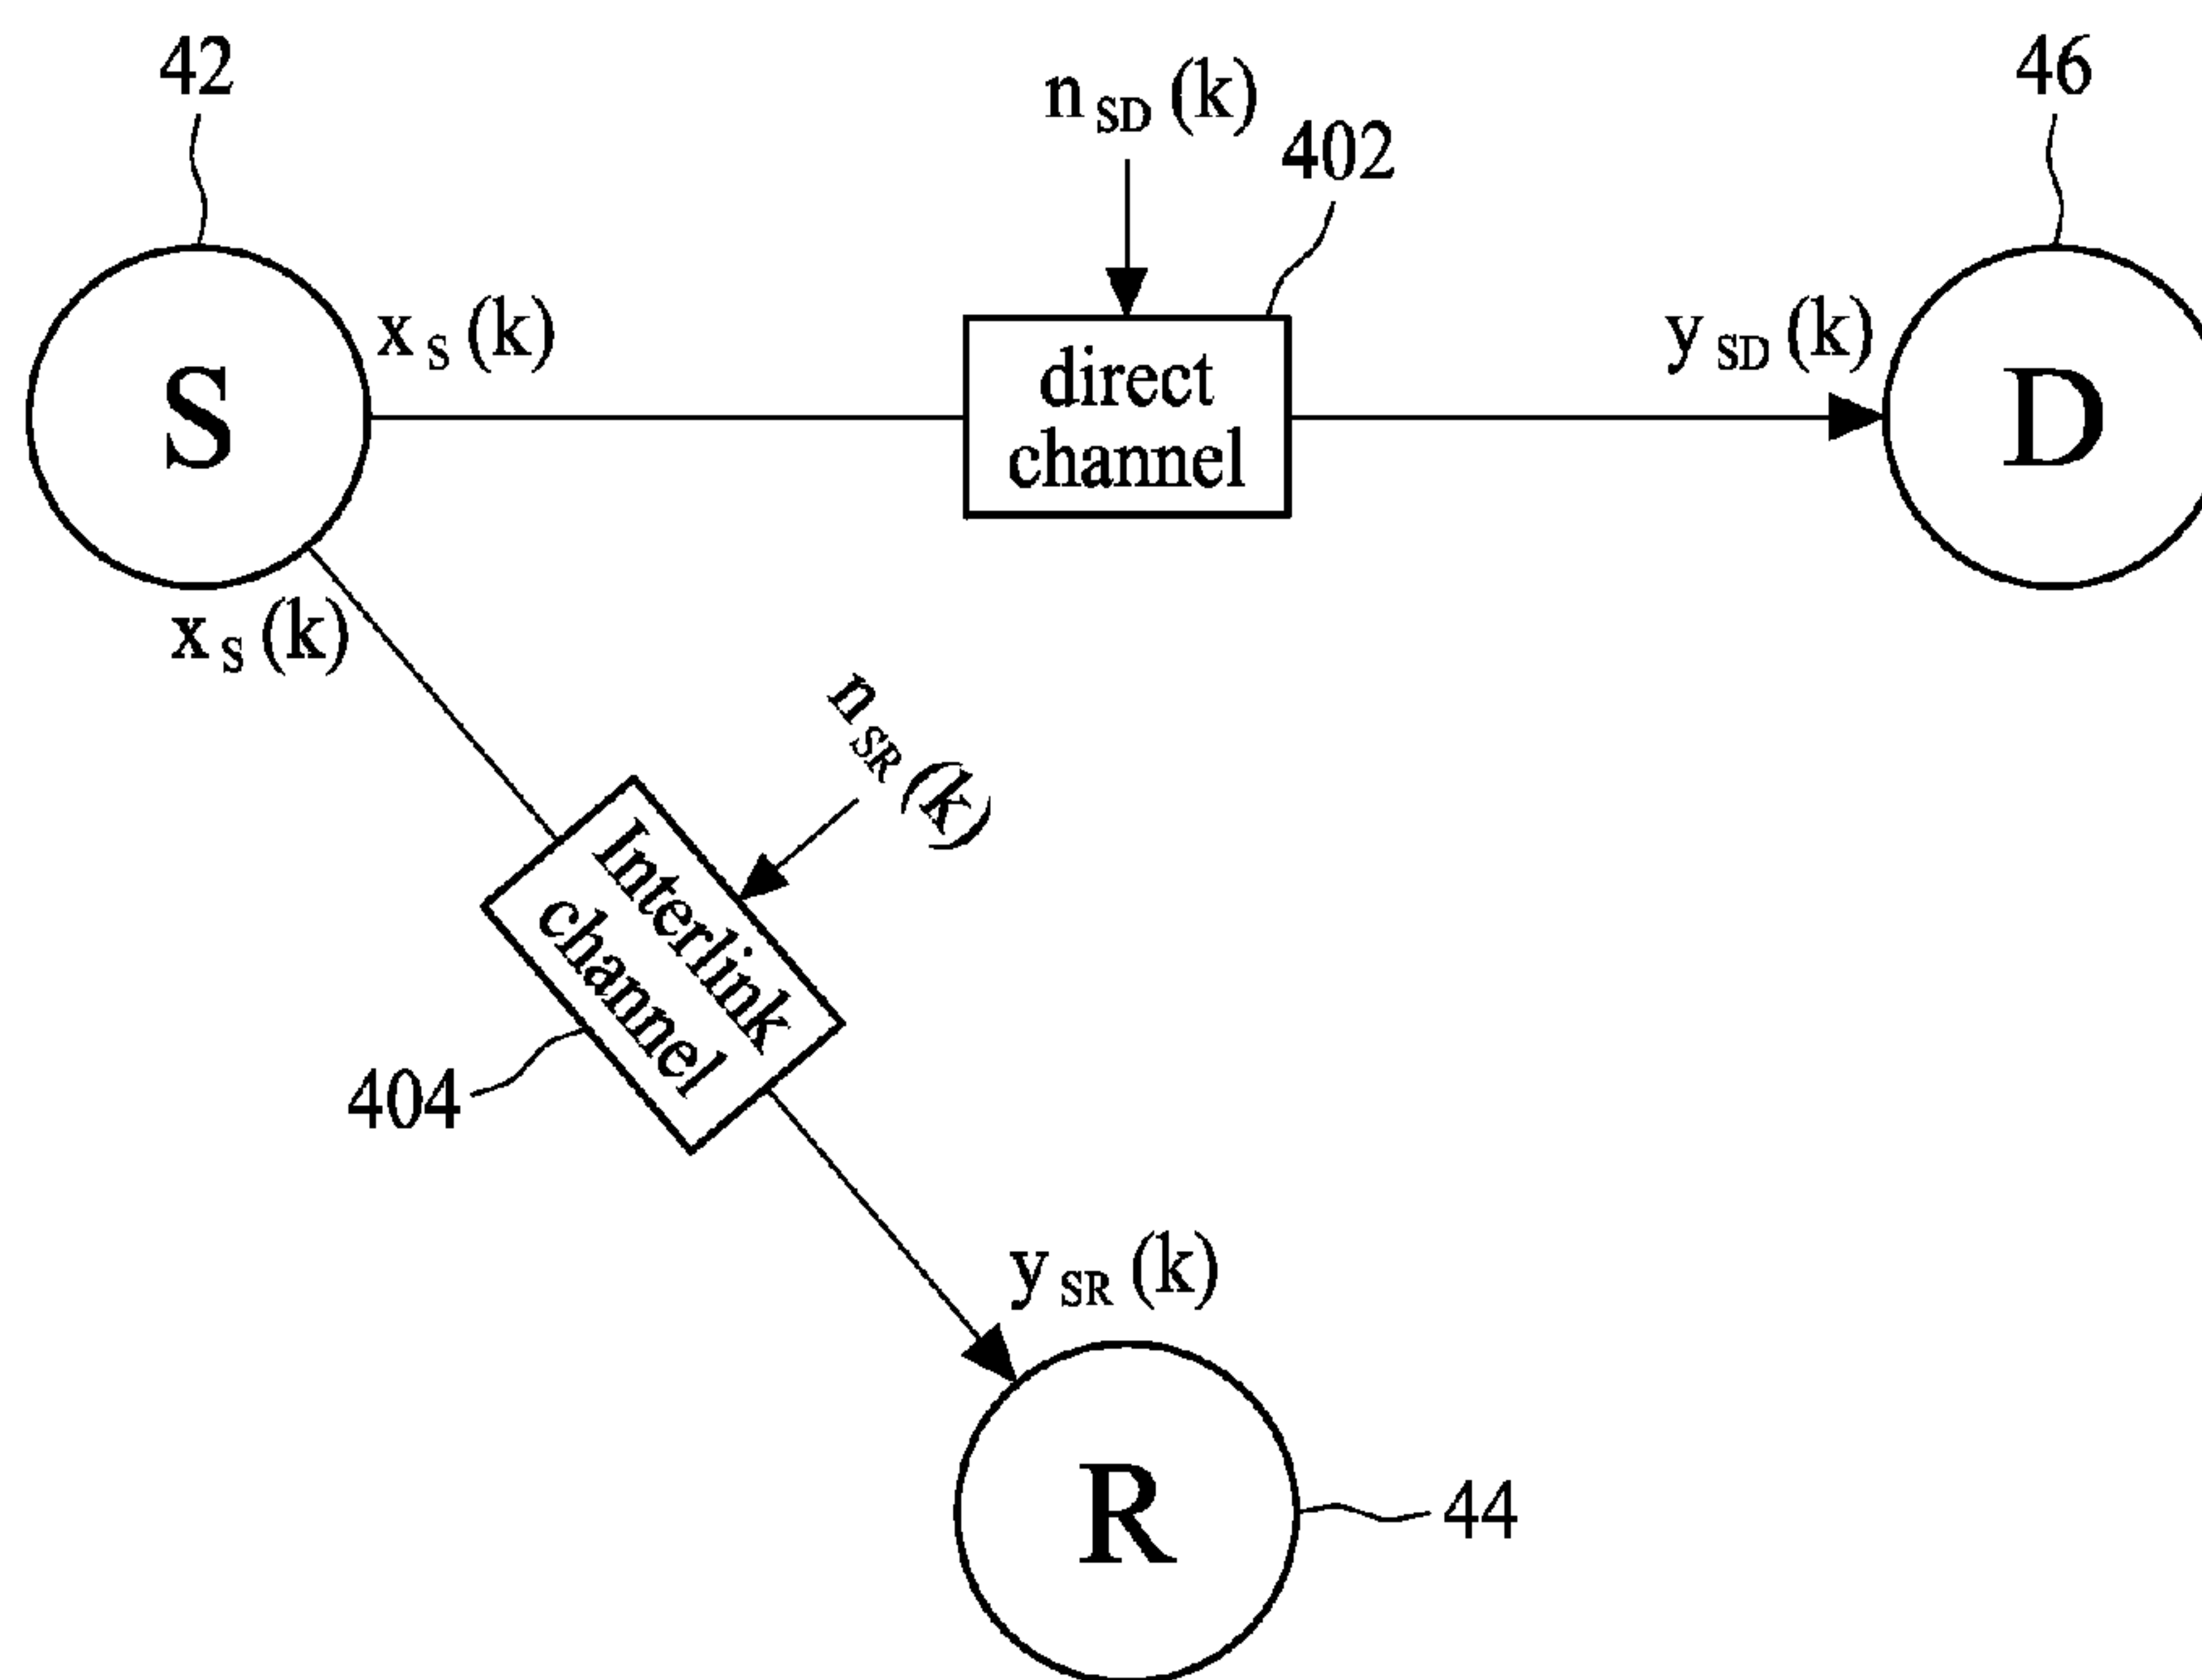 42
46
n SD (k)
402
x S (k)
y SD (k)
S
direct
channel
D
x S (k)
n SR (k)
Interlink
channel
404
y SR (k)
R
44